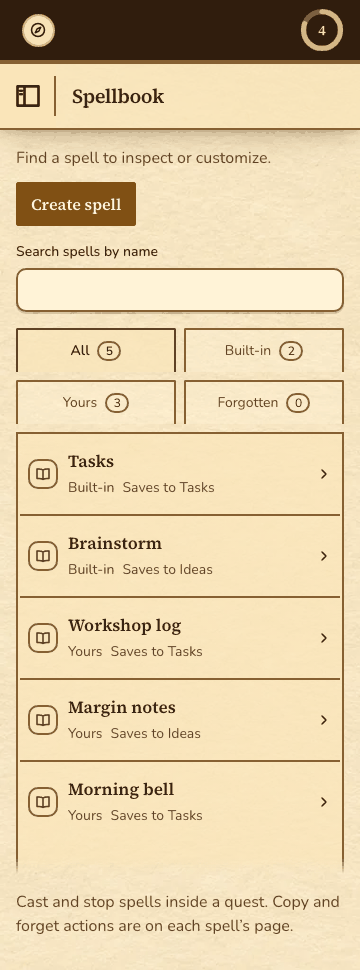 4
Spellbook
Find a spell to inspect or customize.
Create spell
Search spells by name
All 5
Built-in 2
Yours 3
Forgotten 0
Tasks
Built-in Saves to Tasks
Brainstorm
Built-in Saves to Ideas
Workshop log
Yours Saves to Tasks
Margin notes
Yours Saves to Ideas
Morning bell
Yours Saves to Tasks
Cast and stop spells inside a quest. Copy and
forget actions are on each spell’s page.